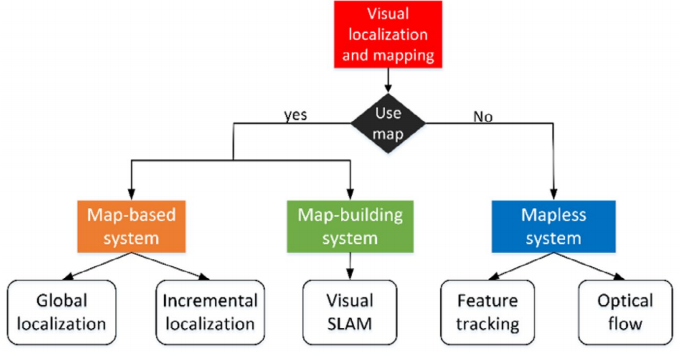 Visual
localization
and mapping
Use
map
yes
No
Map-based
system
Map-building
system
Mapless
system
Global
localization
Incremental
localization
Visual
SLAM
Feature
tracking
Optical
flow